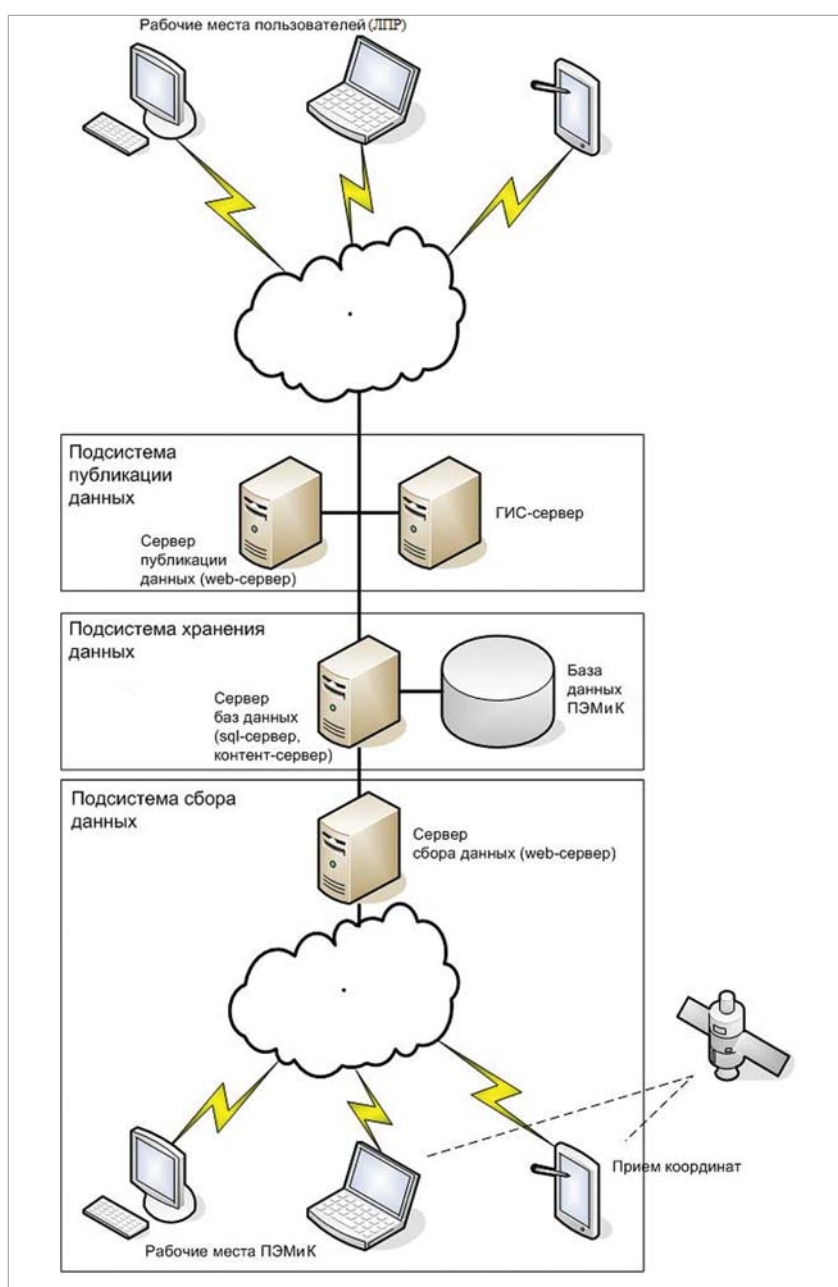 Рабочие места пользователей (ЛПР)
Подсистема
публикации
данных
Сервер
публикации
данных (web-сервер)
ГИС-сервер
Подсистема хранения
данных
Сервер
баз данных
(sql-сервер,
контент-сервер)
База
данных
ПЭМиК
Подсистема сбора
данных
Сервер
сбора данных (web-сервер)
Прием координат
Рабочие места ПЭМиК